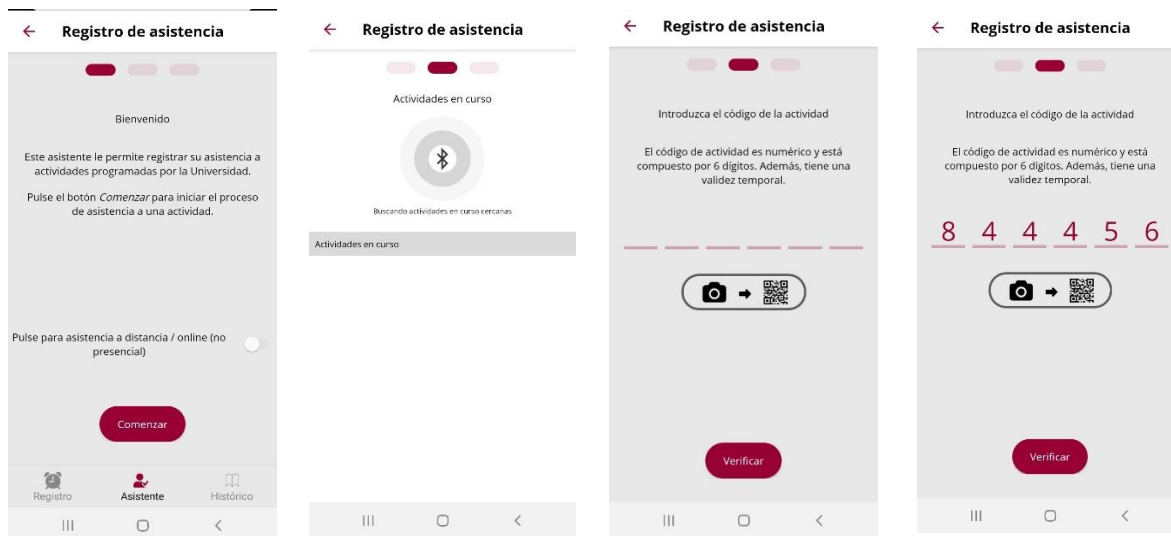 Registro de asistencia
Bienvenido
Este asistente le permite registrar su asistencia a
actividades programadas por la Universidad.
Pulse el botón Comenzar para iniciar el proceso
de asistencia a una actividad.
Pulse para asistencia a distancia / online (no
presencial)
Comenzar
Registro
Asistente
Histórico
Registro de asistencia
Actividades en curso
Buscando actividades en curso cercanas
Actividades en curso
Registro de asistencia
Introduzca el código de la actividad
El código de actividad es numérico y está
compuesto por 6 dígitos. Además, tiene una
validez temporal.
Verificar
Registro de asistencia
Introduzca el código de la actividad
El código de actividad es numérico y está
compuesto por 6 dígitos. Además, tiene una
validez temporal.
8 4 4 4 5 6
Verificar